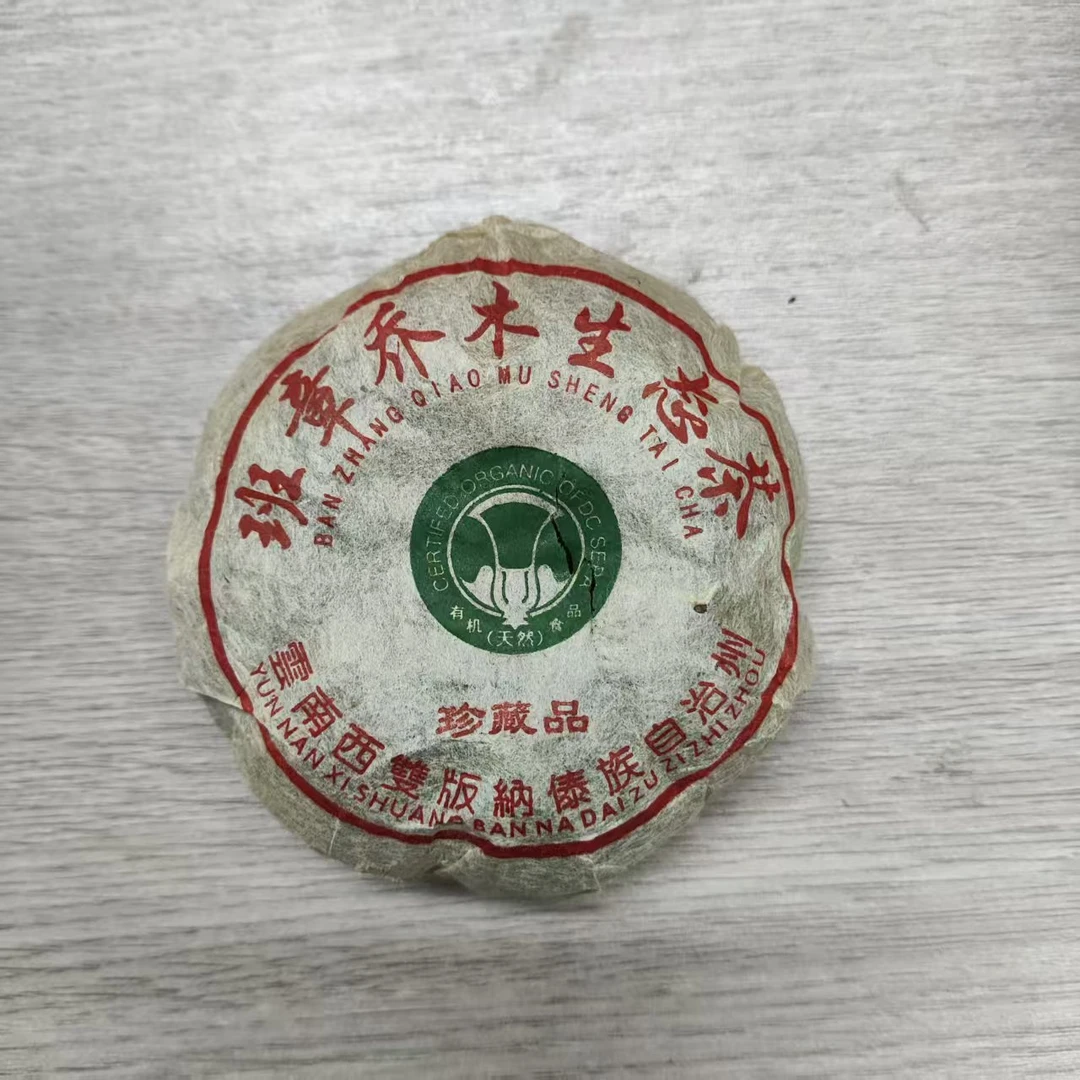 班章乔木生态茶
BAN ZHANG QIAO MU SHENG TAI CHA
CERTIFIED ORGANIC OFDC SEPA
有机(天然)食品
珍藏品
雲南西雙版納傣族自治州
YUN NAN XI SHUANG BAN NA DAI ZU ZI ZHI ZHOU